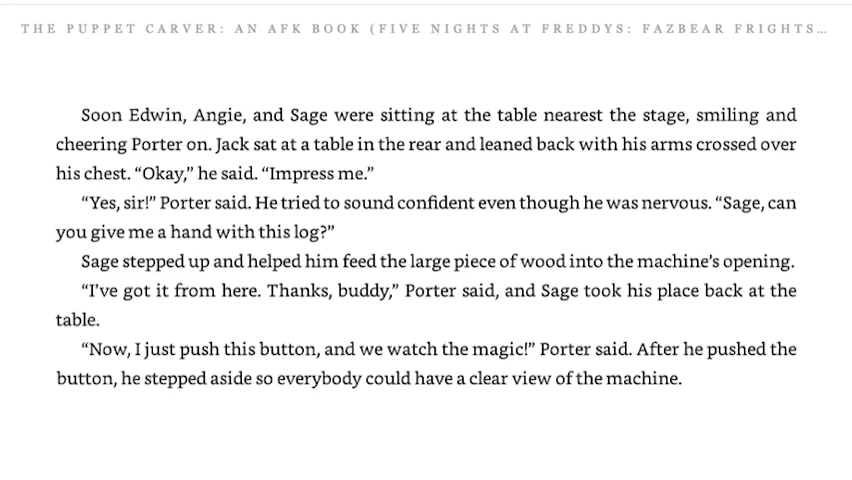 THE PUPPET CARVER: AN AFK BOOK (FIVE NIGHTS AT FREDDYS: FAZBEAR FRIGHTS…
Soon Edwin, Angie, and Sage were sitting at the table nearest the stage, smiling and
cheering Porter on. Jack sat at a table in the rear and leaned back with his arms crossed over
his chest. “Okay,” he said. “Impress me.”
“Yes, sir!” Porter said. He tried to sound confident even though he was nervous. “Sage, can
you give me a hand with this log?”
Sage stepped up and helped him feed the large piece of wood into the machine’s opening.
“I’ve got it from here. Thanks, buddy,” Porter said, and Sage took his place back at the
table.
“Now, I just push this button, and we watch the magic!” Porter said. After he pushed the
button, he stepped aside so everybody could have a clear view of the machine.